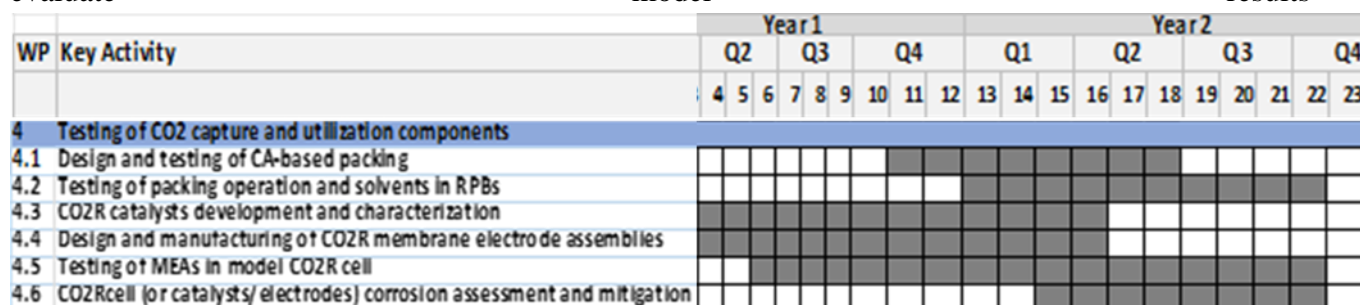 evaluate model results
Year 1 Year 2
WP Key Activity Q2 Q3 Q4 Q1 Q2 Q3 Q4
4 5 6 7 8 9 10 11 12 13 14 15 16 17 18 19 20 21 22 23
4 Testing of CO2 capture and utilization components
4.1 Design and testing of CA-based packing
4.2 Testing of packing operation and solvents in RPBs
4.3 CO2R catalysts development and characterization
4.4 Design and manufacturing of CO2R membrane electrode assemblies
4.5 Testing of MEAs in model CO2R cell
4.6 CO2Rcell (or catalysts/ electrodes) corrosion assessment and mitigation